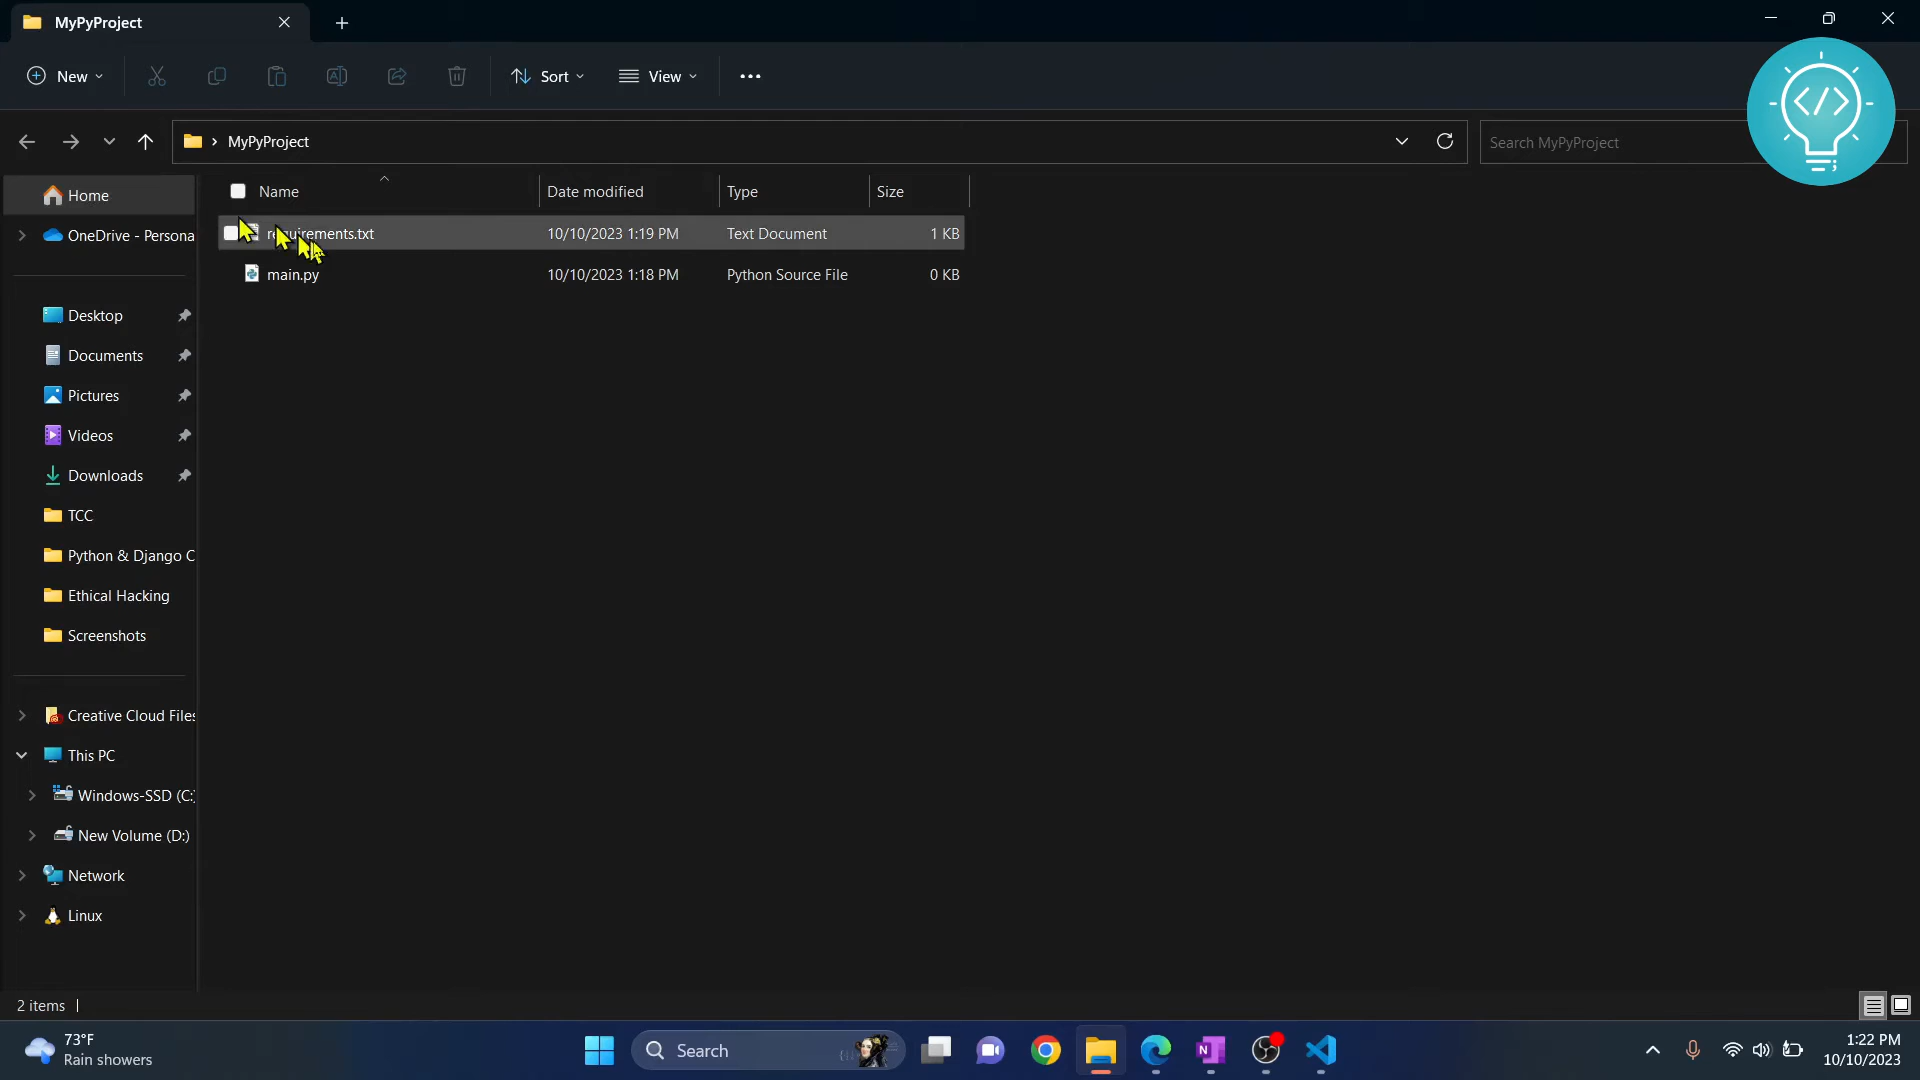 MyPyProject
New
Sort
View
MyPyProject
Search MyPyProject
Name
Date modified
Type
Size
requirements.txt
10/10/2023 1:19 PM
Text Document
1 KB
main.py
10/10/2023 1:18 PM
Python Source File
0 KB
Home
OneDrive - Persona
Desktop
Documents
Pictures
Videos
Downloads
TCC
Python & Django C
Ethical Hacking
Screenshots
Creative Cloud Files
This PC
Windows-SSD (C:)
New Volume (D:)
Network
Linux
2 items
73°F
Rain showers
Search
1:22 PM
10/10/2023